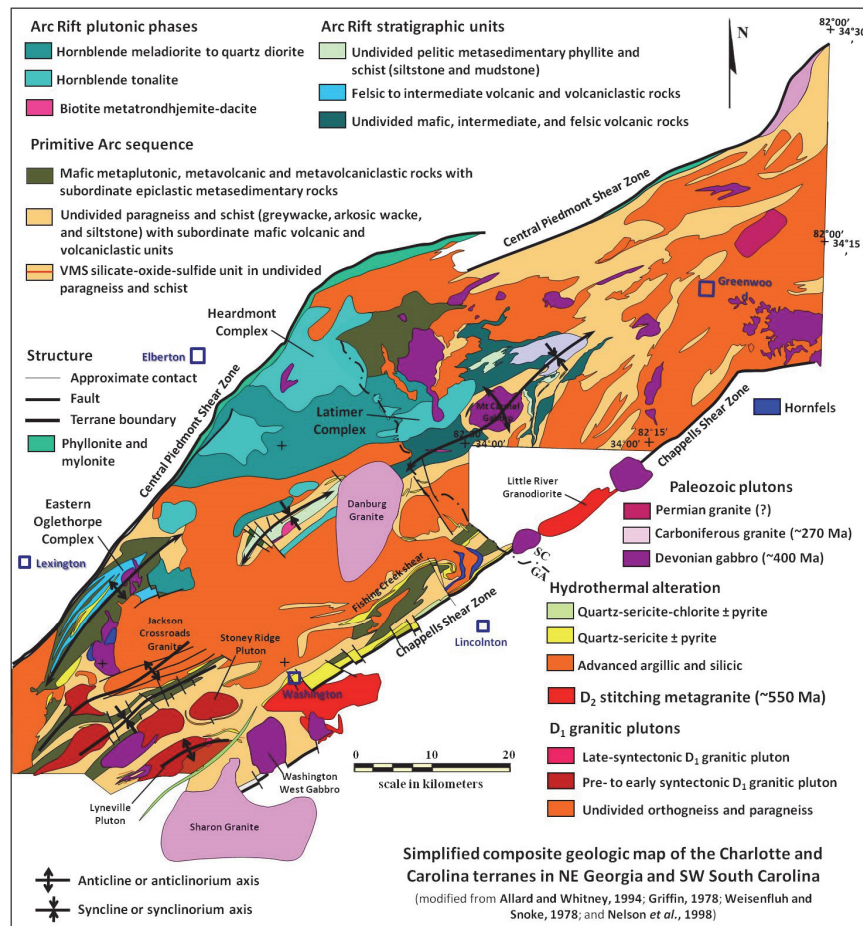 Arc Rift plutonic phases
Hornblende meladiorite to quartz diorite
Hornblende tonalite
Biotite metatrondhjemite-dacite
Arc Rift stratigraphic units
Undivided pelitic metasedimentary phyllite and
schist (siltstone and mudstone)
Felsic to intermediate volcanic and volcaniclastic rocks
Undivided mafic, intermediate, and felsic volcanic rocks
N
82° 00'
34° 30'
Primitive Arc sequence
Mafic metaplutonic, metavolcanic and metavolcaniclastic rocks with
subordinate epiclastic metasedimentary rocks
Undivided paragneiss and schist (greywacke, arkosic wacke,
and siltstone) with subordinate mafic volcanic and
volcaniclastic units
VMS silicate-oxide-sulfide unit in undivided
paragneiss and schist
Central Piedmont Shear Zone
82° 00'
34° 15'
Greenwoo
Heardmont
Complex
Structure
Approximate contact
Fault
Terrane boundary
Phyllonite and
mylonite
Elberton
Central Piedmont Shear Zone
Latimer
Complex
Mt Carmel
Gabbro
34° 00'
82° 15'
34° 00'
Chappells Shear Zone
Hornfels
Little River
Granodiorite
Danburg
Granite
Eastern
Oglethorpe
Complex
Lexington
SC
GA
Fishing Creek shear
Chappells Shear Zone
Lincolnton
Jackson
Crossroads
Granite
Stoney Ridge
Pluton
Washington
Lyneville
Pluton
Washington
West Gabbro
Sharon Granite
0
10
20
scale in kilometers
Paleozoic plutons
Permian granite (?)
Carboniferous granite (~270 Ma)
Devonian gabbro (~400 Ma)
Hydrothermal alteration
Quartz-sericite-chlorite ± pyrite
Quartz-sericite ± pyrite
Advanced argillic and silicic
D2 stitching metagranite (~550 Ma)
D1 granitic plutons
Late-syntectonic D1 granitic pluton
Pre- to early syntectonic D1 granitic pluton
Undivided orthogneiss and paragneiss
Anticline or anticlinorium axis
Syncline or synclinorium axis
Simplified composite geologic map of the Charlotte and
Carolina terranes in NE Georgia and SW South Carolina
(modified from Allard and Whitney, 1994; Griffin, 1978; Weisenfluh and
Snoke, 1978; and Nelson et al., 1998)